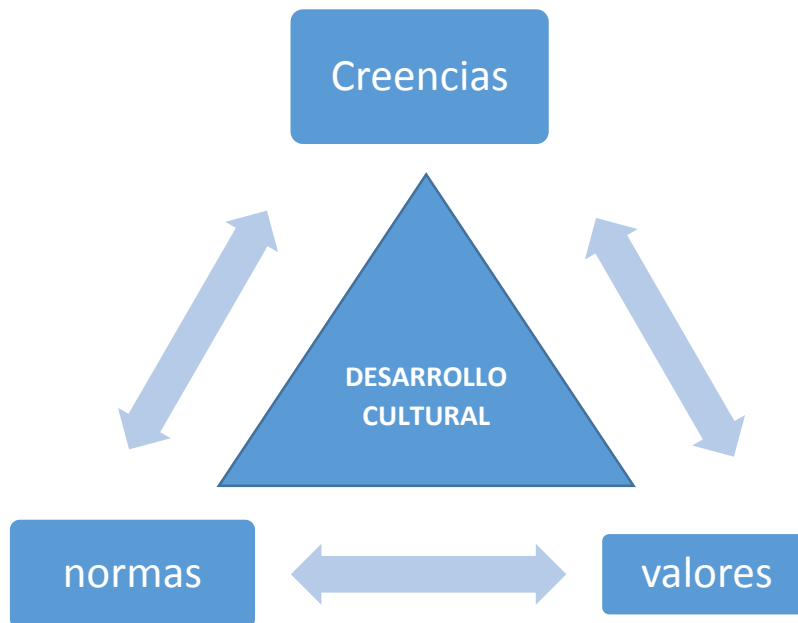 Creencias
DESARROLLO
CULTURAL
normas
valores